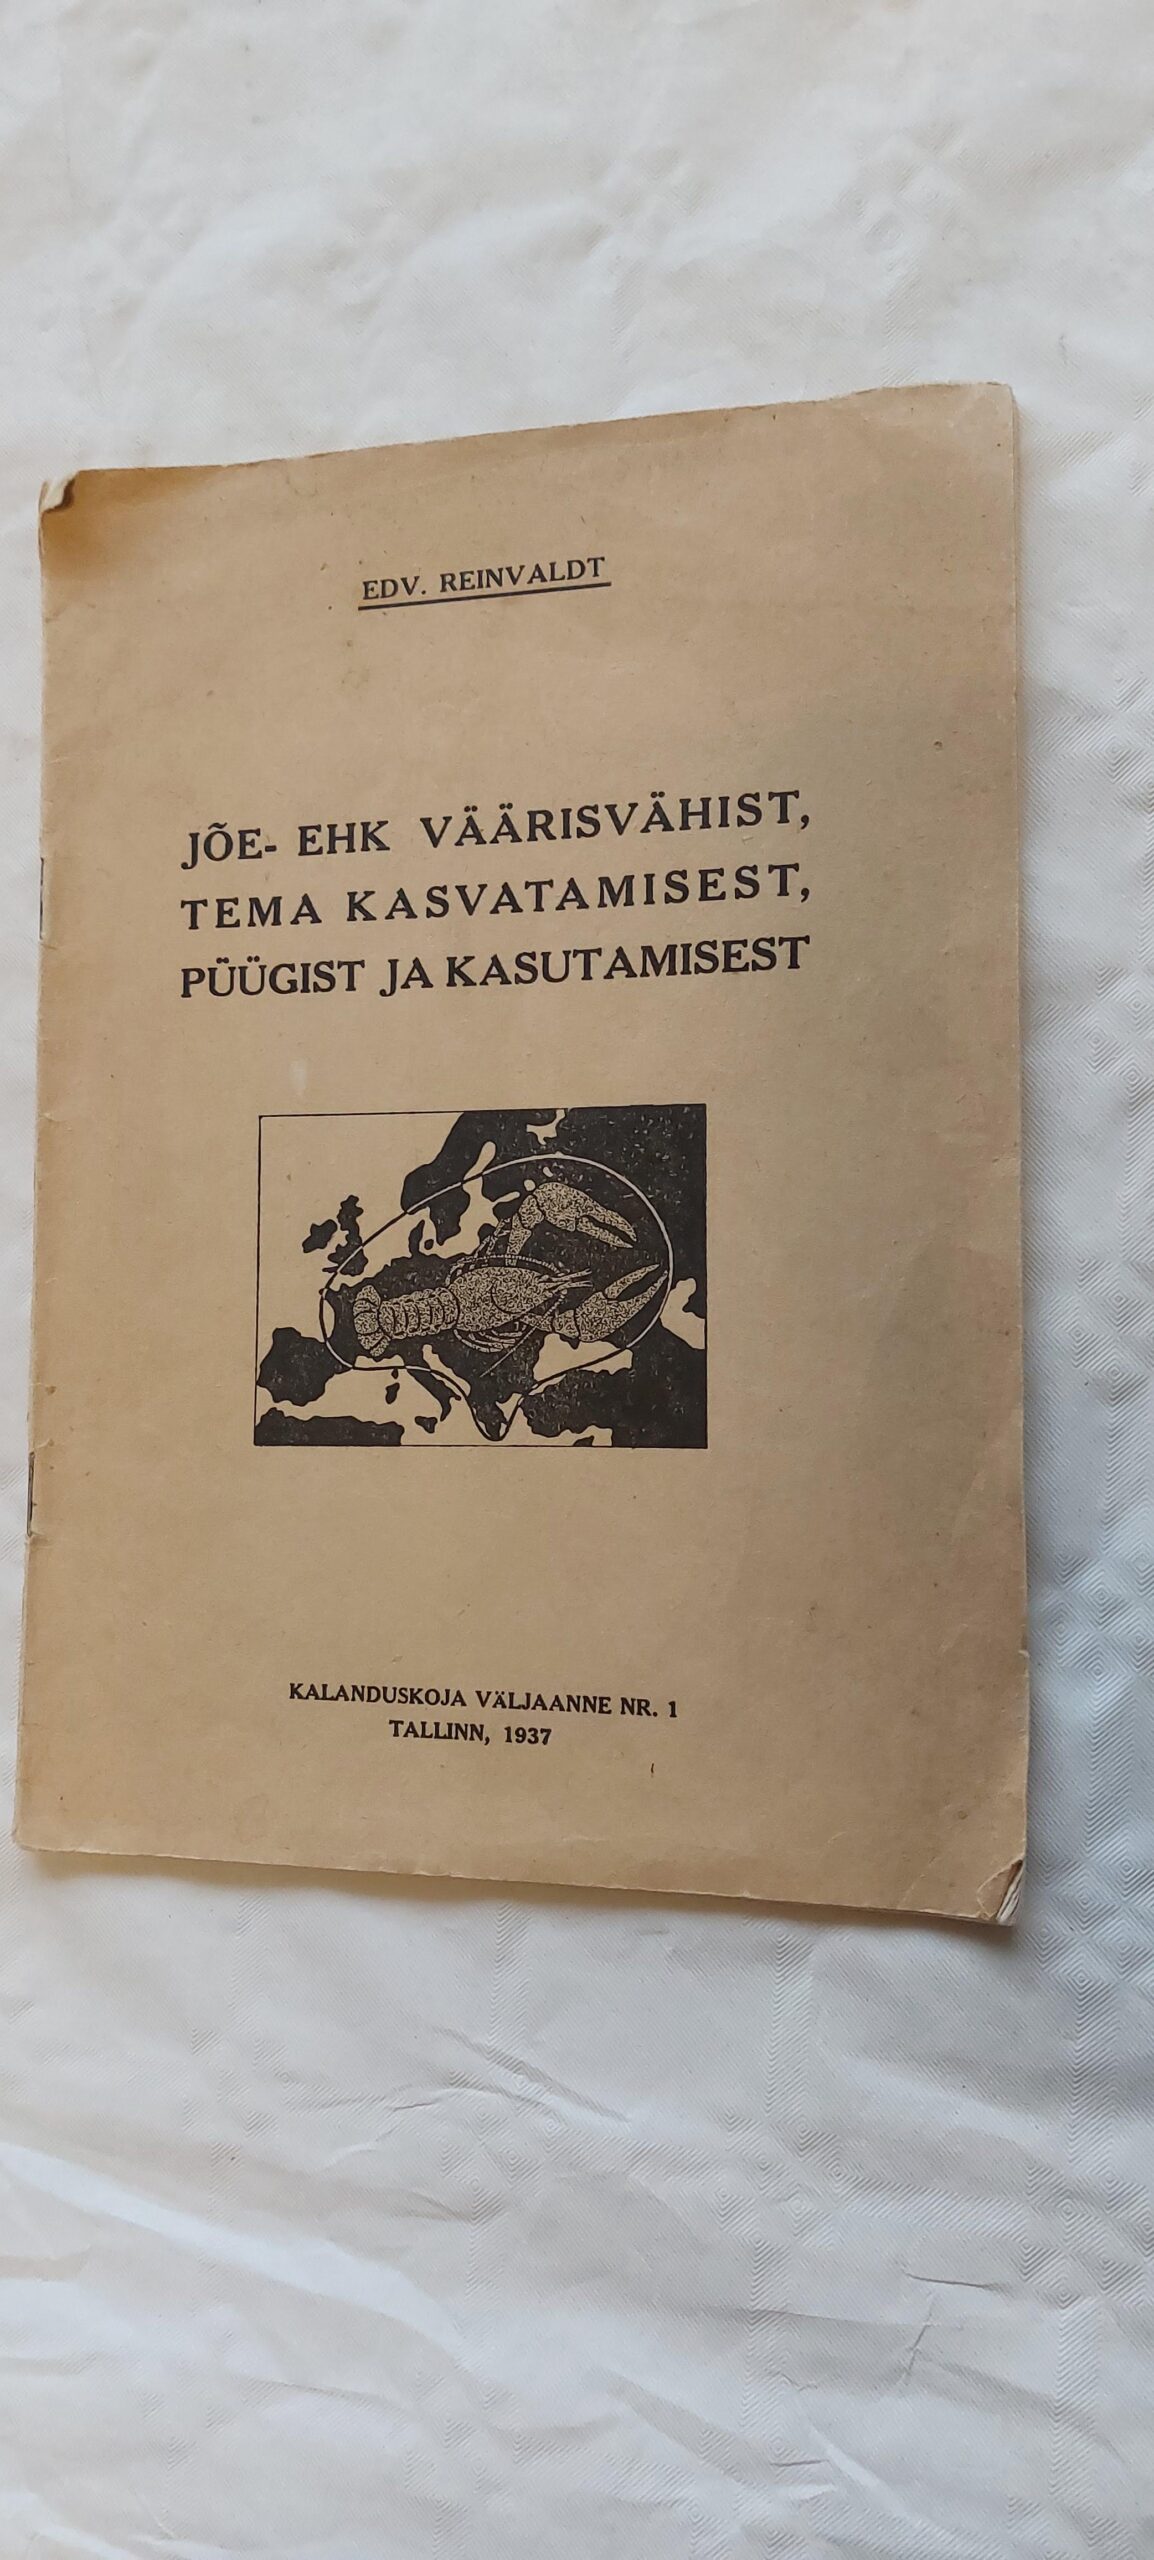 EDV. REINVALDT
JÕE- EHK VÄÄRISVÄHIST,
TEMA KASVATAMISEST,
PÜÜGIST JA KASUTAMISEST
KALANDUSKOJA VÄLJAANNE NR. 1
TALLINN, 1937